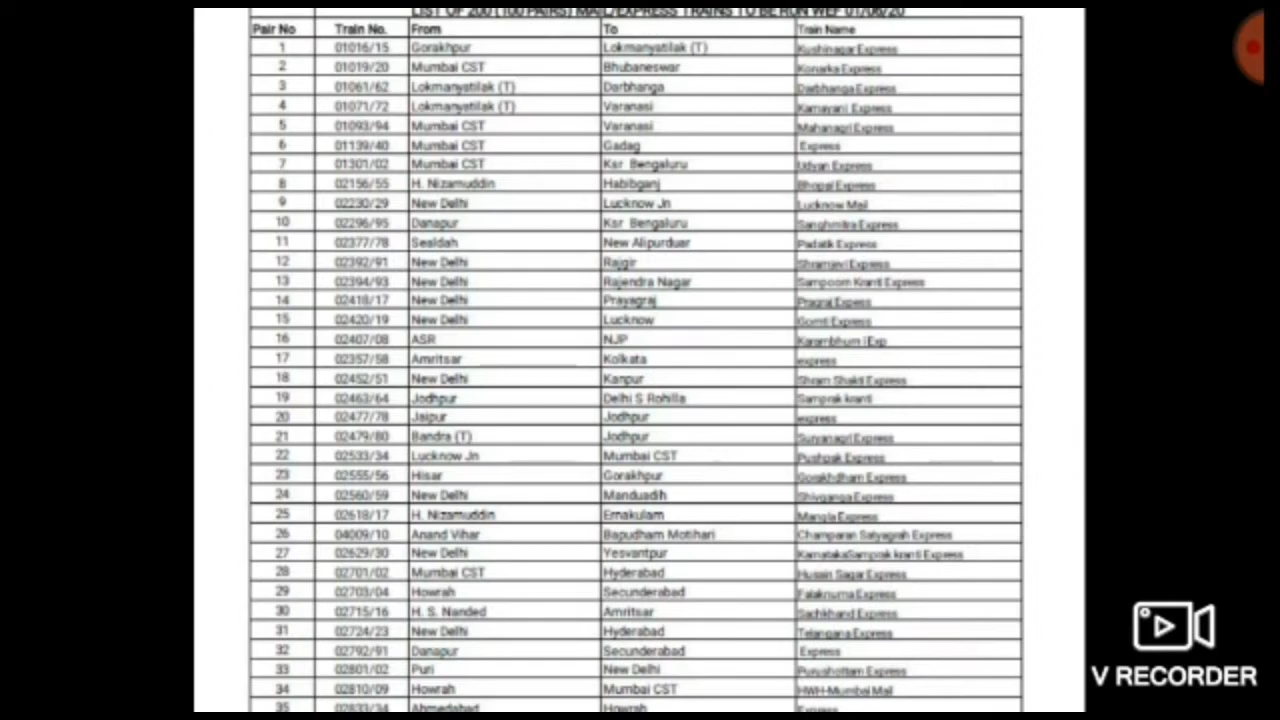 LIST OF 200 (100 PAIRS) MAIL/EXPRESS TRAINS TO BE RUN WEF 01/06/20
Pair No Train No. From To Train Name
1 01016/15 Gorakhpur Lokmanyatilak (T) Kushinagar Express
2 01019/20 Mumbai CST Bhubaneswar Konarka Express
3 01061/62 Lokmanyatilak (T) Darbhanga Darbhanga Express
4 01071/72 Lokmanyatilak (T) Varanasi Kamayani Express
5 01093/94 Mumbai CST Varanasi Mahanagri Express
6 01139/40 Mumbai CST Gadag Express
7 01301/02 Mumbai CST Ksr Bengaluru Udyan Express
8 02156/55 H. Nizamuddin Habibganj Bhopal Express
9 02230/29 New Delhi Lucknow Jn Lucknow Mail
10 02296/95 Danapur Ksr Bengaluru Sanghmitra Express
11 02377/78 Sealdah New Alipurduar Padatik Express
12 02392/91 New Delhi Rajgir Shramjevi Express
13 02394/93 New Delhi Rajendra Nagar Sampoorn Kranti Express
14 02418/17 New Delhi Prayagraj Pragraj Expess
15 02420/19 New Delhi Lucknow Gomti Express
16 02407/08 ASR NJP Karambhum i Exp
17 02357/58 Amritsar Kolkata express
18 02452/51 New Delhi Kanpur Shram Shakti Express
19 02463/64 Jodhpur Delhi S Rohilla Samprak kranti
20 02477/78 Jaipur Jodhpur express
21 02479/80 Bandra (T) Jodhpur Suryanagri Express
22 02533/34 Lucknow Jn Mumbai CST Pushpak Express
23 02555/56 Hisar Gorakhpur Gorakhdham Express
24 02560/59 New Delhi Manduadih Shivganga Express
25 02618/17 H. Nizamuddin Ernakulam Mangla Express
26 04009/10 Anand Vihar Bapudham Motihari Champaran Satyagrah Express
27 02629/30 New Delhi Yesvantpur KarnatakaSamprak kranti Express
28 02701/02 Mumbai CST Hyderabad Husain Sagar Express
29 02703/04 Howrah Secunderabad Falaknuma Express
30 02715/16 H. S. Nanded Amritsar Sachkhand Express
31 02724/23 New Delhi Hyderabad Telangana Express
32 02792/91 Danapur Secunderabad Express
33 02801/02 Puri New Delhi Purushottam Express
34 02810/09 Howrah Mumbai CST HWH-Mumbai Mail
35 02833/34 Ahmedabad Howrah Express
V RECORDER